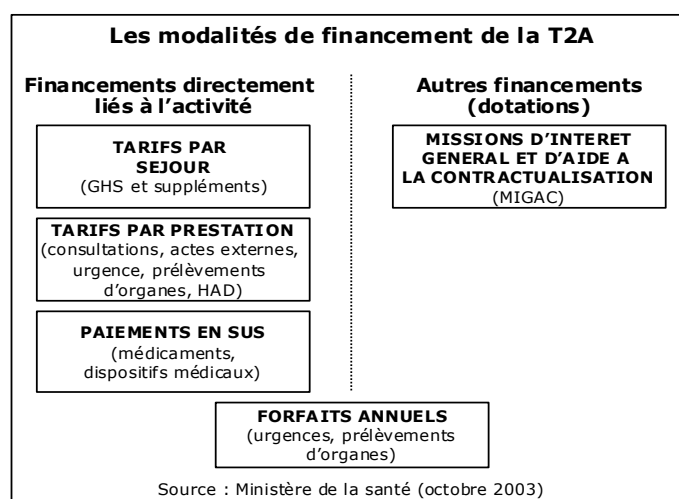 Les modalités de financement de la T2A
Financements directement
liés à l'activité
TARIFS PAR
SEJOUR
(GHS et suppléments)
TARIFS PAR PRESTATION
(consultations, actes externes,
urgence, prélèvements
d'organes, HAD)
PAIEMENTS EN SUS
(médicaments,
dispositifs médicaux)
Autres financements
(dotations)
MISSIONS D'INTERET
GENERAL ET D'AIDE A
LA CONTRACTUALISATION
(MIGAC)
FORFAITS ANNUELS
(urgences, prélèvements
d'organes)
Source : Ministère de la santé (octobre 2003)